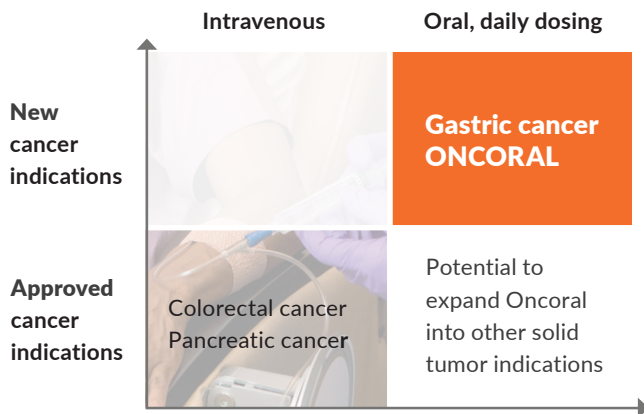 Intravenous
Oral, daily dosing
New
cancer
indications
Gastric cancer
ONCORAL
Approved
cancer
indications
Colorectal cancer
Pancreatic cancer
Potential to
expand Oncoral
into other solid
tumor indications